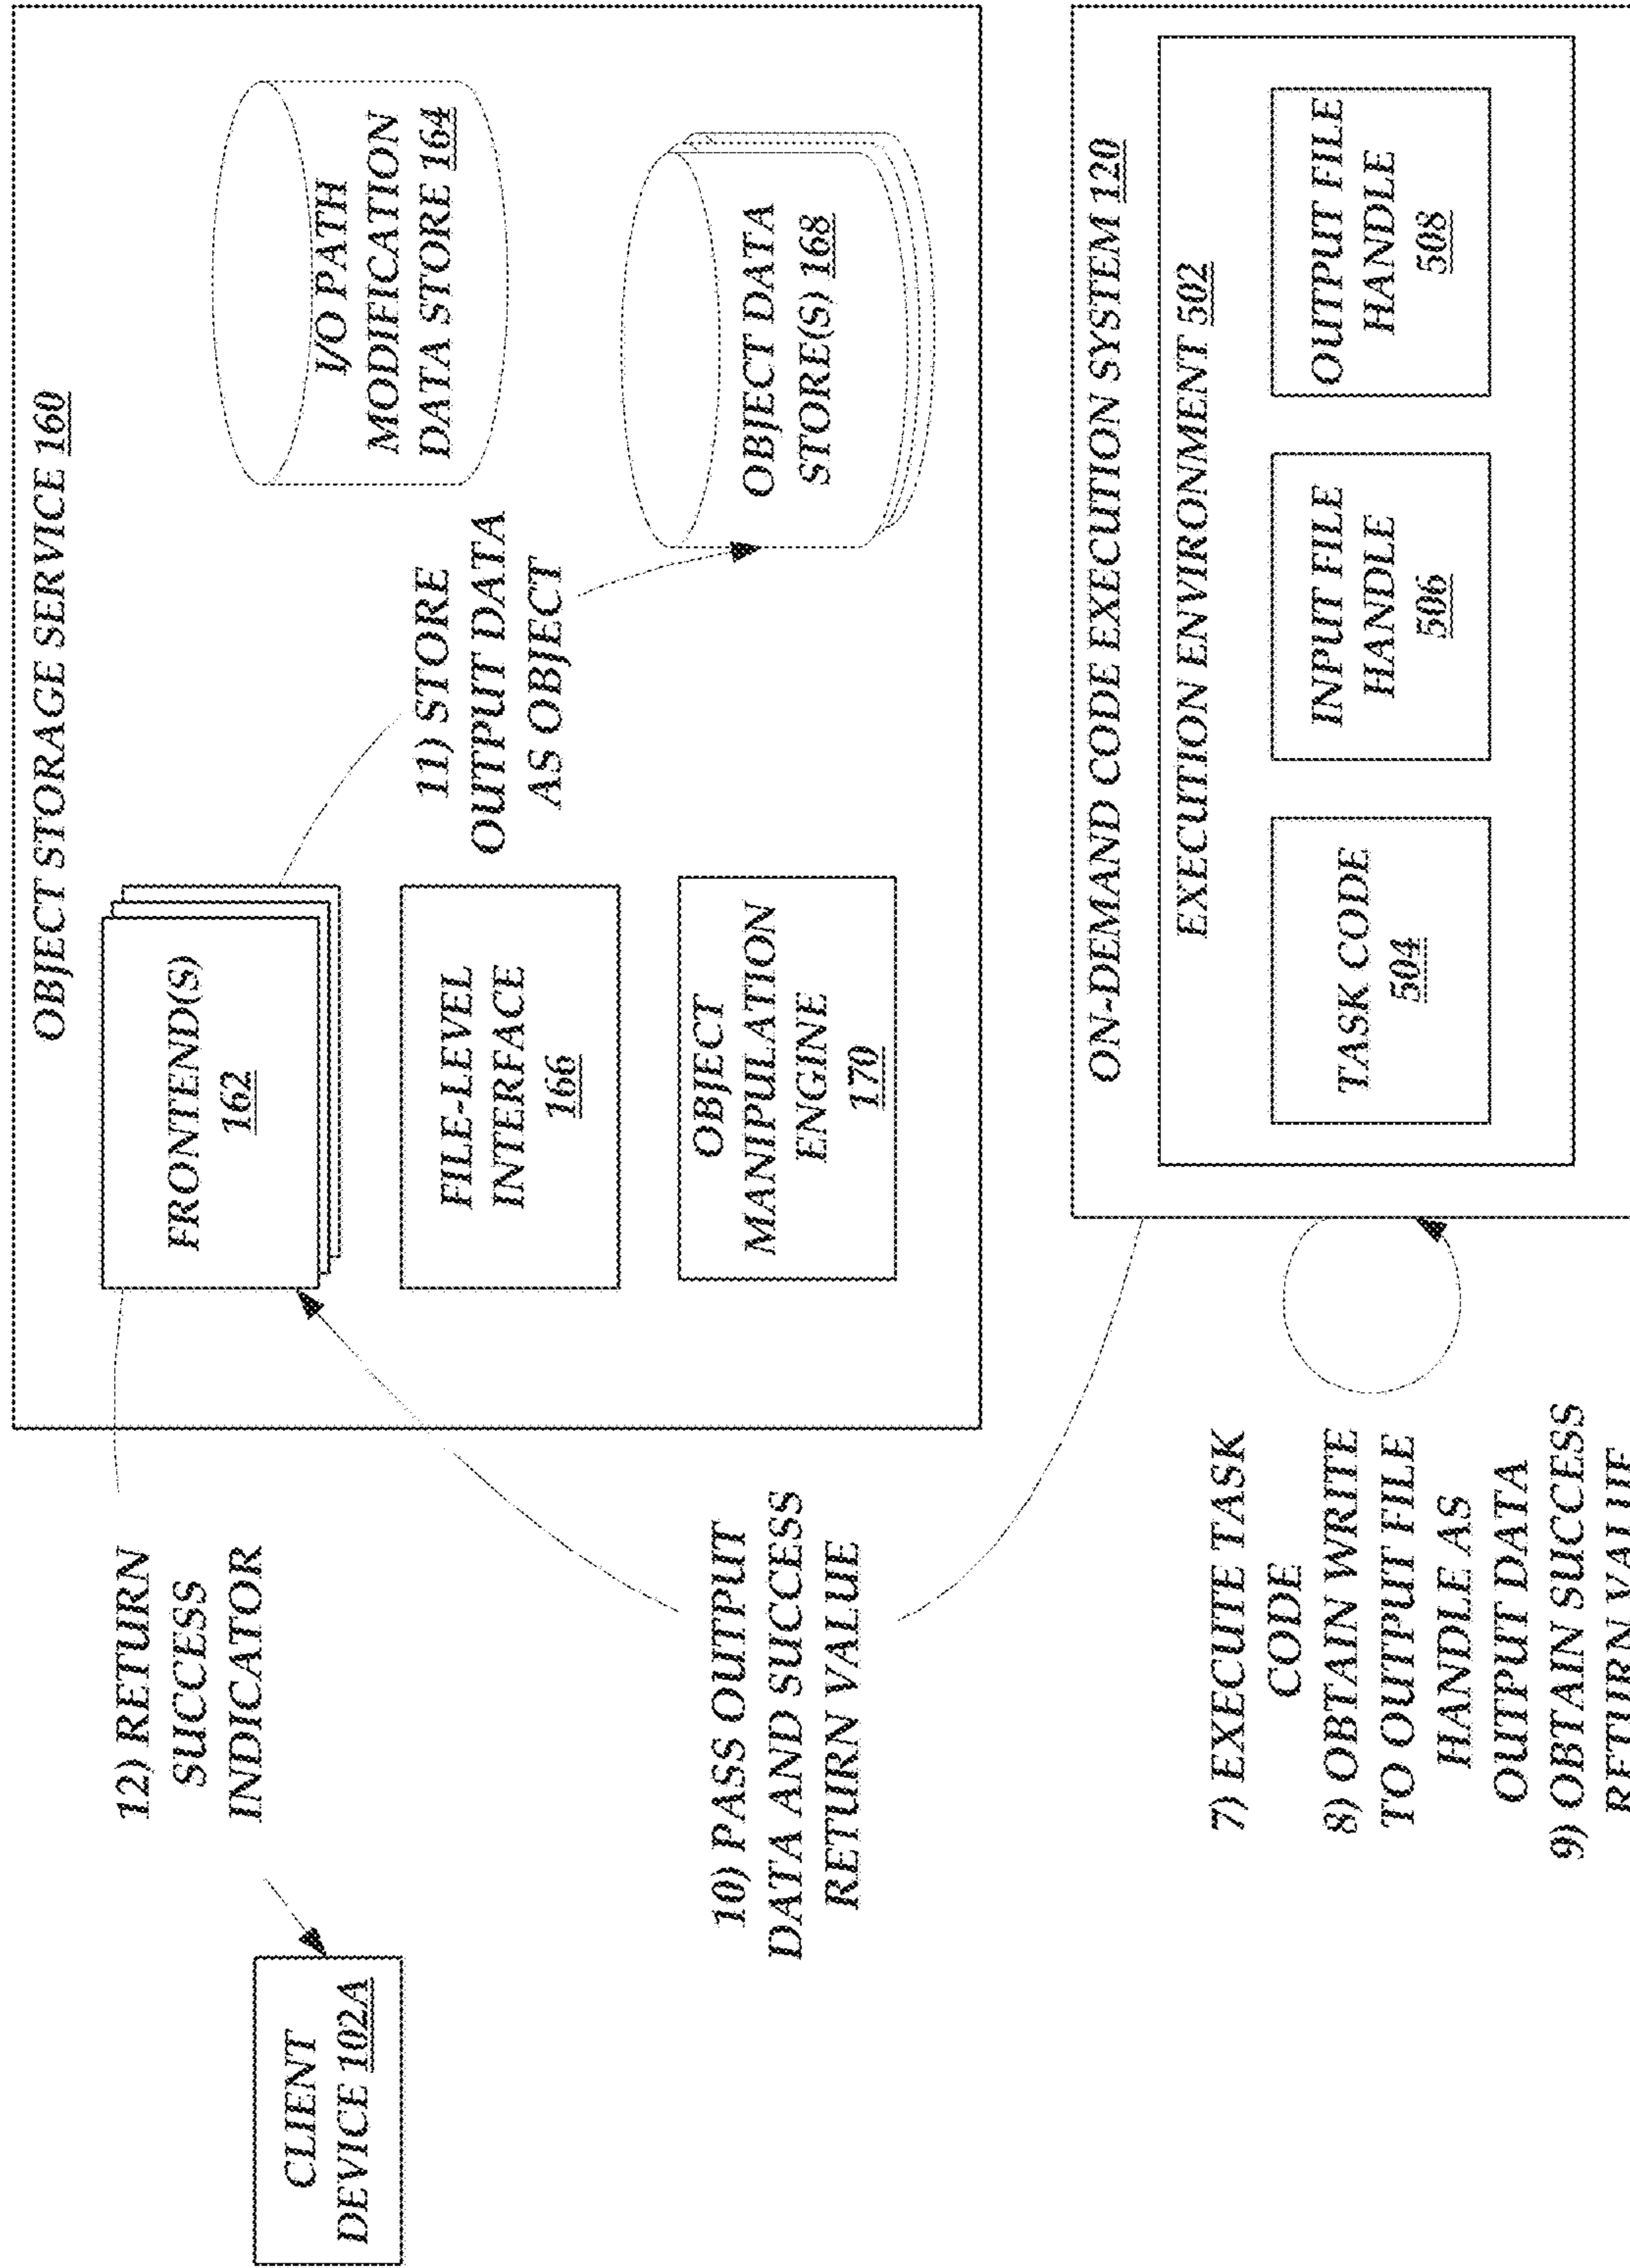 OBJECT STORAGE SERVICE 160
FRONTEND(S)
162
FILE-LEVEL
INTERFACE
166
OBJECT
MANIPULATION
ENGINE
170
I/O PATH
MODIFICATION
DATA STORE 164
OBJECT DATA
STORE(S) 168
11) STORE
OUTPUT DATA
AS OBJECT
12) RETURN
SUCCESS
INDICATOR
CLIENT
DEVICE 102A
10) PASS OUTPUT
DATA AND SUCCESS
RETURN VALUE
ON-DEMAND CODE EXECUTION SYSTEM 120
EXECUTION ENVIRONMENT 502
TASK CODE
504
INPUT FILE
HANDLE
506
OUTPUT FILE
HANDLE
508
7) EXECUTE TASK
CODE
8) OBTAIN WRITE
TO OUTPUT FILE
HANDLE AS
OUTPUT DATA
9) OBTAIN SUCCESS
RETURN VALUE